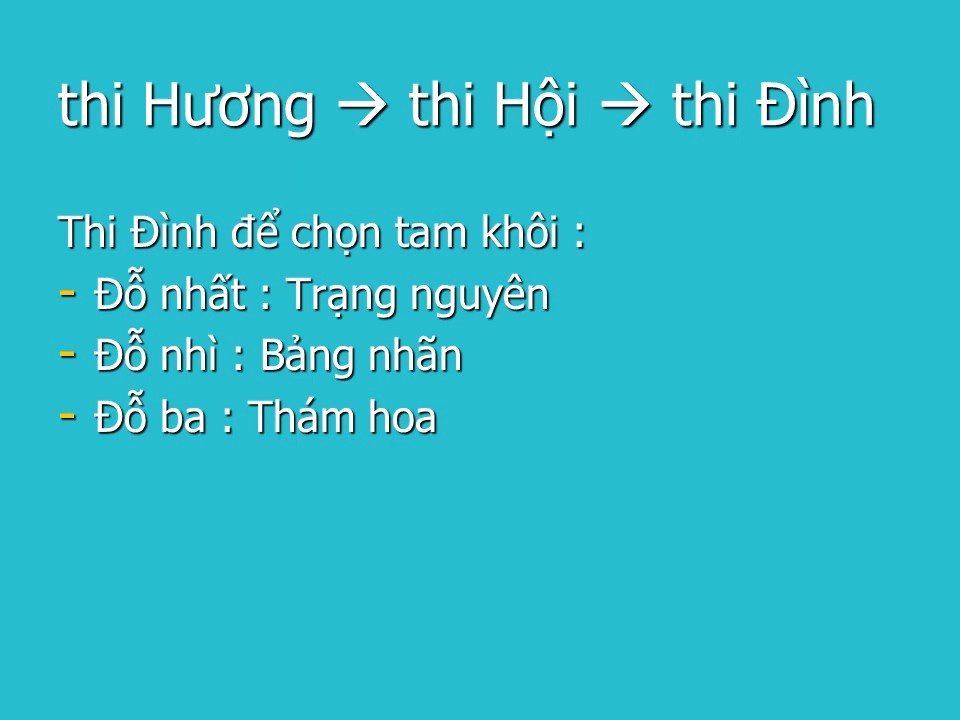 thi Hương → thi Hội → thi Đình
Thi Đình để chọn tam khôi :
- Đỗ nhất : Trạng nguyên
- Đỗ nhì : Bảng nhãn
- Đỗ ba : Thám hoa